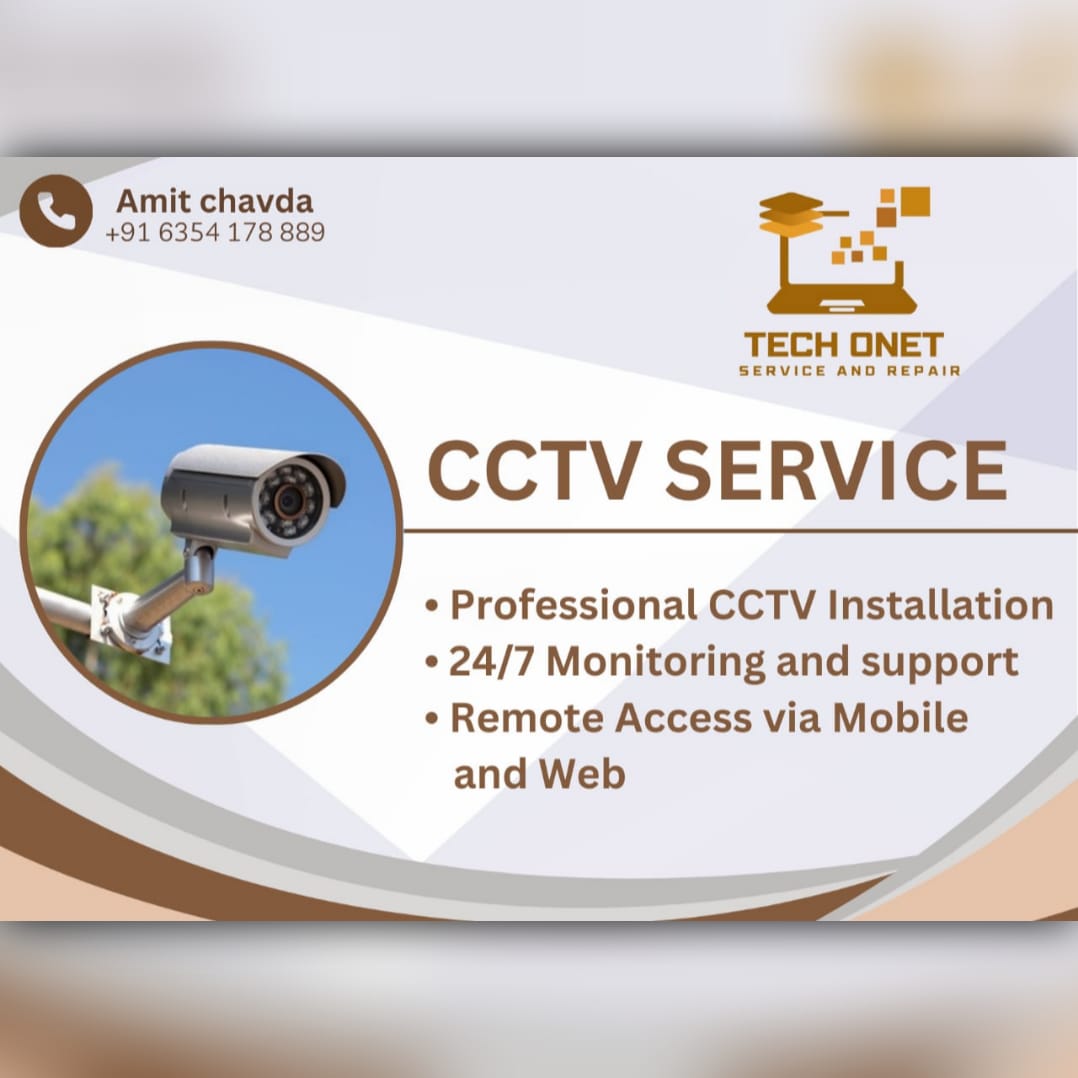 Amit chavda
+91 6354 178 889
TECH ONET
SERVICE AND REPAIR
CCTV SERVICE
• Professional CCTV Installation
• 24/7 Monitoring and support
• Remote Access via Mobile
and Web